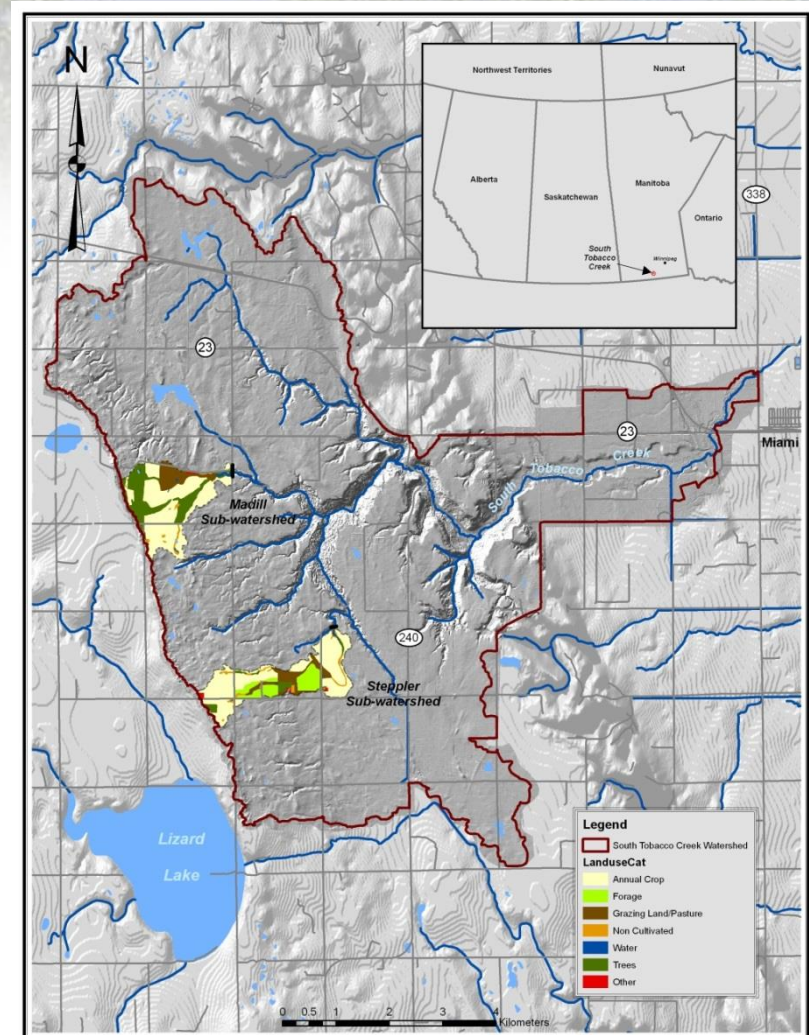 N
Northwest Territories
Nunavut
Alberta
Saskatchewan
Manitoba
Ontario
South
Tobacco
Creek
Winnipeg
338
23
23
Miami
South Tobacco Creek
Madill
Sub-watershed
240
Steppler
Sub-watershed
Lizard
Lake
Legend
South Tobacco Creek Watershed
LanduseCat
Annual Crop
Forage
Grazing Land/Pasture
Non Cultivated
Water
Trees
Other
0 0.5 1 2 3 4
Kilometers